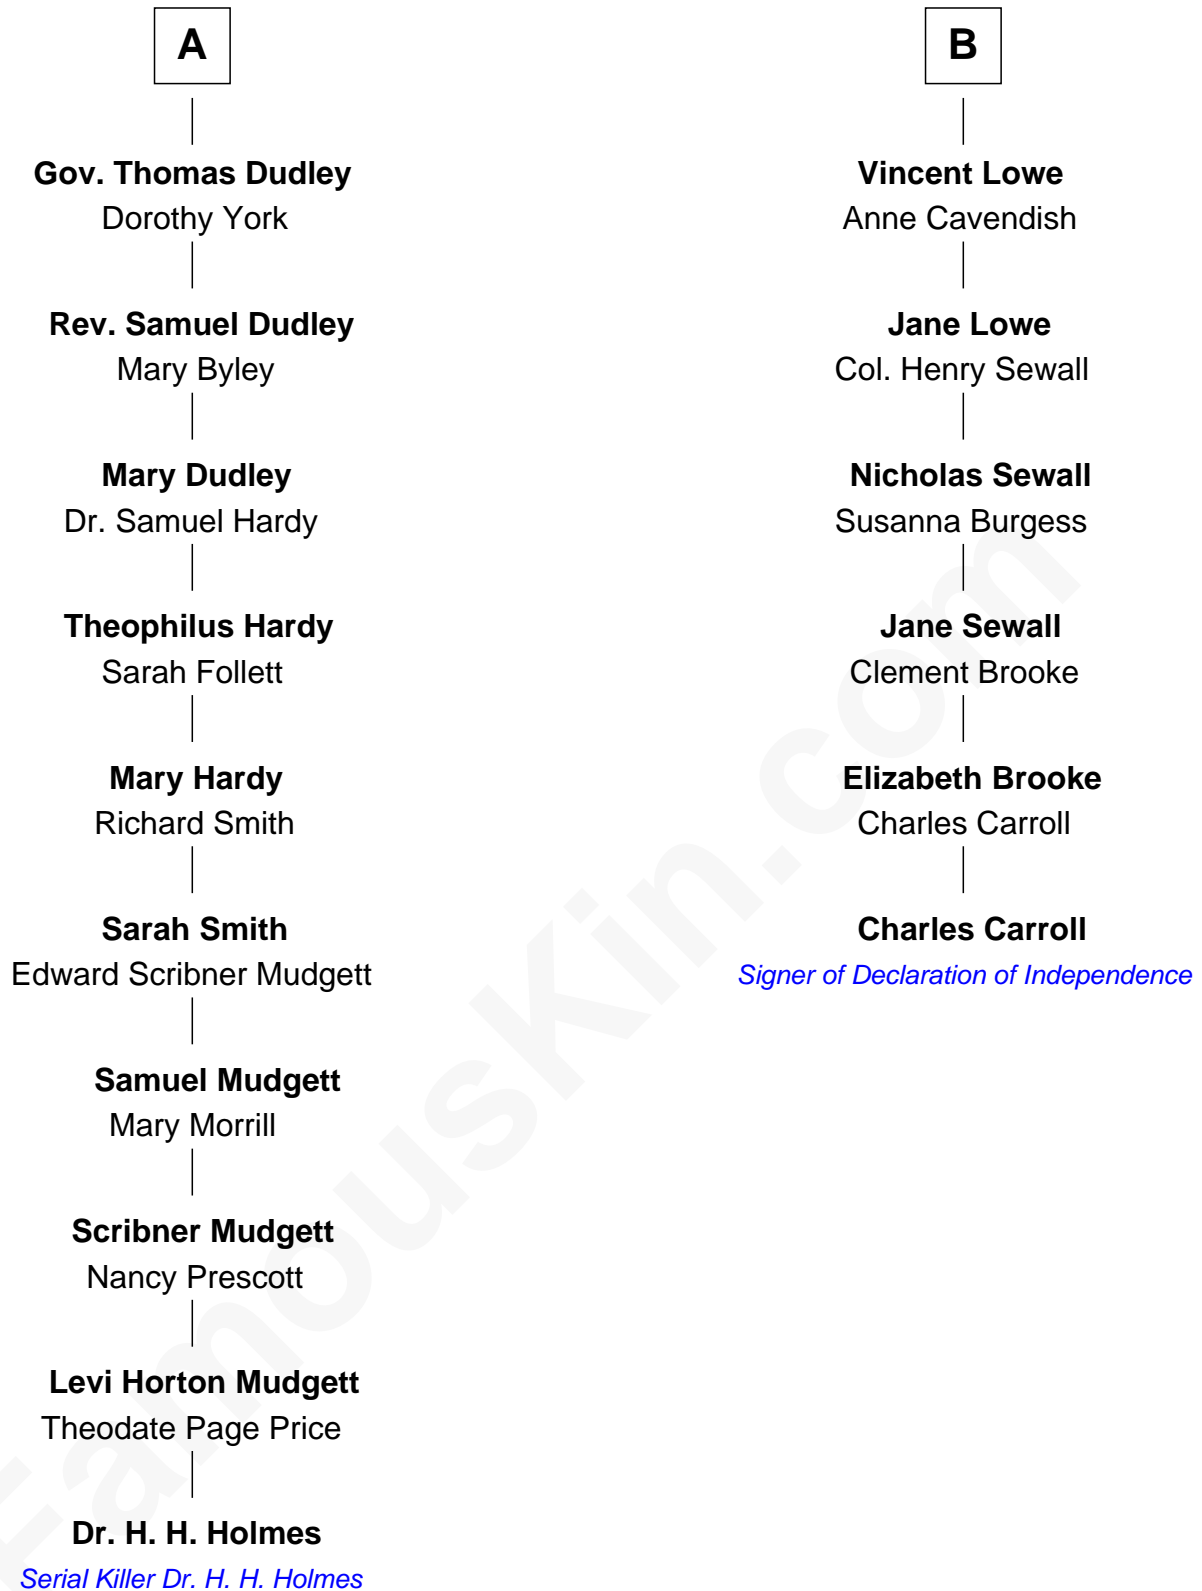 A
Gov. Thomas Dudley
Dorothy York
Rev. Samuel Dudley
Mary Byley
Mary Dudley
Dr. Samuel Hardy
Theophilus Hardy
Sarah Follett
Mary Hardy
Richard Smith
Sarah Smith
Edward Scribner Mudgett
Samuel Mudgett
Mary Morrill
Scribner Mudgett
Nancy Prescott
Levi Horton Mudgett
Theodate Page Price
Dr. H. H. Holmes
Serial Killer Dr. H. H. Holmes
B
Vincent Lowe
Anne Cavendish
Jane Lowe
Col. Henry Sewall
Nicholas Sewall
Susanna Burgess
Jane Sewall
Clement Brooke
Elizabeth Brooke
Charles Carroll
Charles Carroll
Signer of Declaration of Independence
FamousKin.com